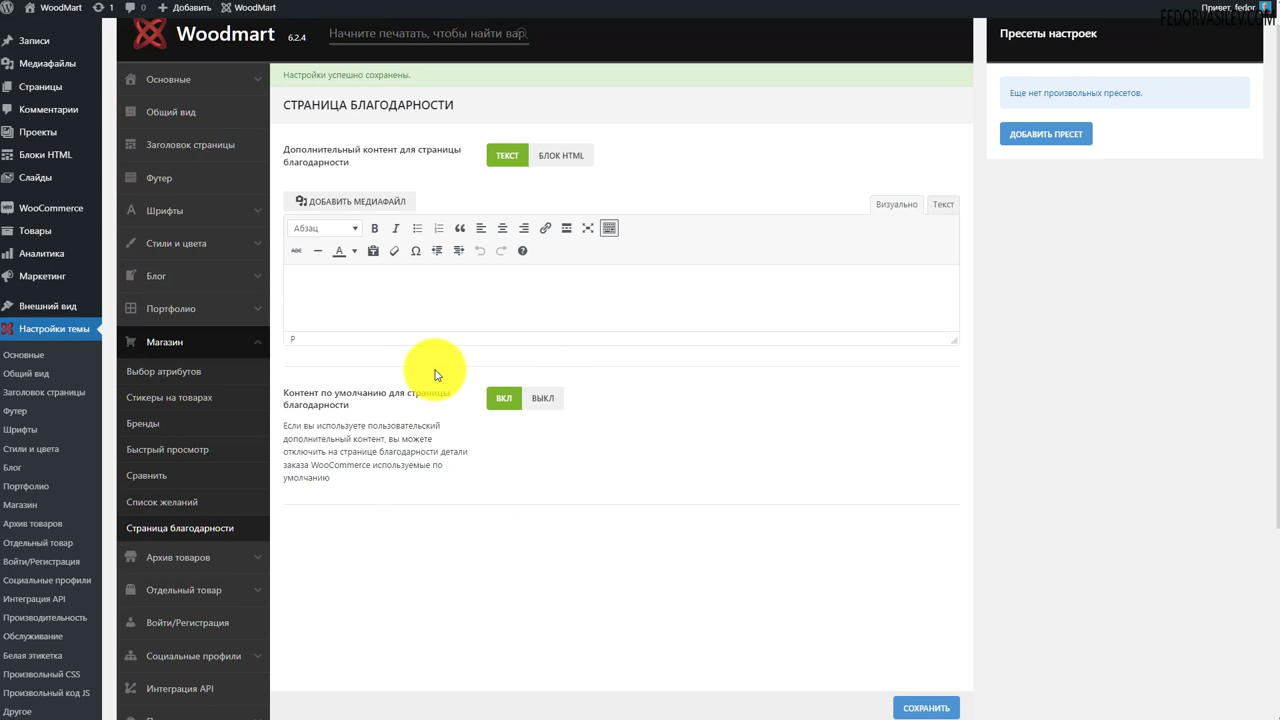 WooMart
1
0
Добавить
Очистить кэш
WooMart
Привет, fedor
FEDORVASILEV.COM
Записи
Медиафайлы
Страницы
Комментарии
Проекты
Блоки HTML
Слайды
WooCommerce
Товары
Аналитика
Маркетинг
Внешний вид
Настройки темы
Основные
Общий вид
Заголовок страницы
Футер
Шрифты
Стили и цвета
Блог
Портфолио
Магазин
Архив товаров
Отдельный товар
Войти/Регистрация
Социальные профили
Интеграция API
Производительность
Обслуживание
Белая этикетка
Произвольный CSS
Произвольный код JS
Другое
Woodmart
6.2.4
Начните печатать, чтобы найти
Основные
Общий вид
Заголовок страницы
Футер
Шрифты
Стили и цвета
Блог
Портфолио
Магазин
Выбор атрибутов
Стикеры на товарах
Бренды
Быстрый просмотр
Сравнить
Список желаний
Страница благодарности
Архив товаров
Отдельный товар
Войти/Регистрация
Социальные профили
Интеграция API
Настройки успешно сохранены.
СТРАНИЦА БЛАГОДАРНОСТИ
Дополнительный контент для страницы
благодарности
ТЕКСТ
БЛОК HTML
ДОБАВИТЬ МЕДИАФАЙЛ
Визуально
Текст
Абзац
B
I
ABC
A
T
Ω
?
P
Контент по умолчанию для страницы
благодарности
ВКЛ
ВЫКЛ
Если вы используете пользовательский
дополнительный контент, вы можете
отключить на странице благодарности детали
заказа WooCommerce используемые по
умолчанию
СОХРАНИТЬ
Пресеты настроек
Еще нет произвольных пресетов.
ДОБАВИТЬ ПРЕСЕТ